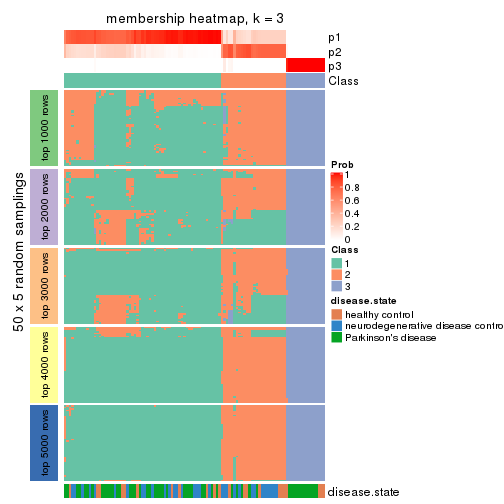 membership heatmap, k = 3
p1
p2
p3
Class
50 x 5 random samplings
top 1000 rows
top 2000 rows
top 3000 rows
top 4000 rows
top 5000 rows
Prob
1
0.8
0.6
0.4
0.2
0
Class
1
2
3
disease.state
healthy control
neurodegenerative disease contro
Parkinson's disease
disease.state